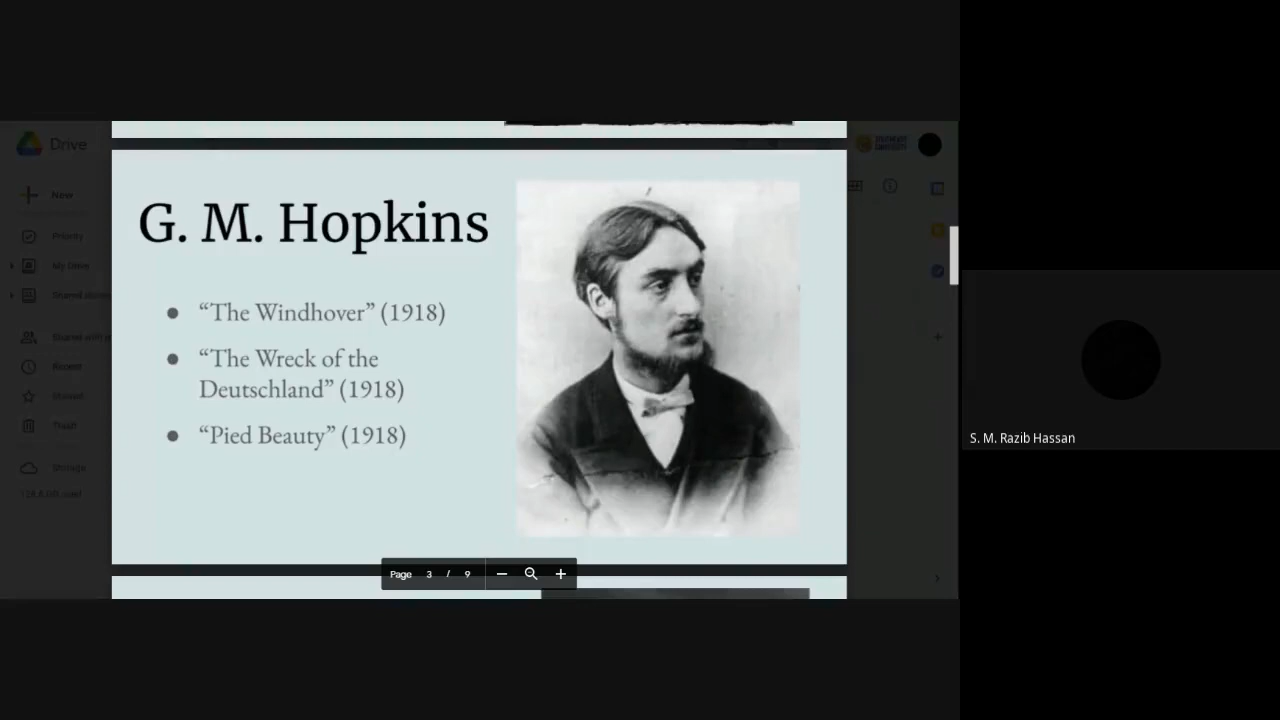 Drive
New
Priority
My Drive
Shared drives
Shared with m
Recent
Starred
Trash
Storage
G. M. Hopkins
● “The Windhover” (1918)
● “The Wreck of the
Deutschland” (1918)
● “Pied Beauty” (1918)
Page 3 / 9
S. M. Razib Hassan